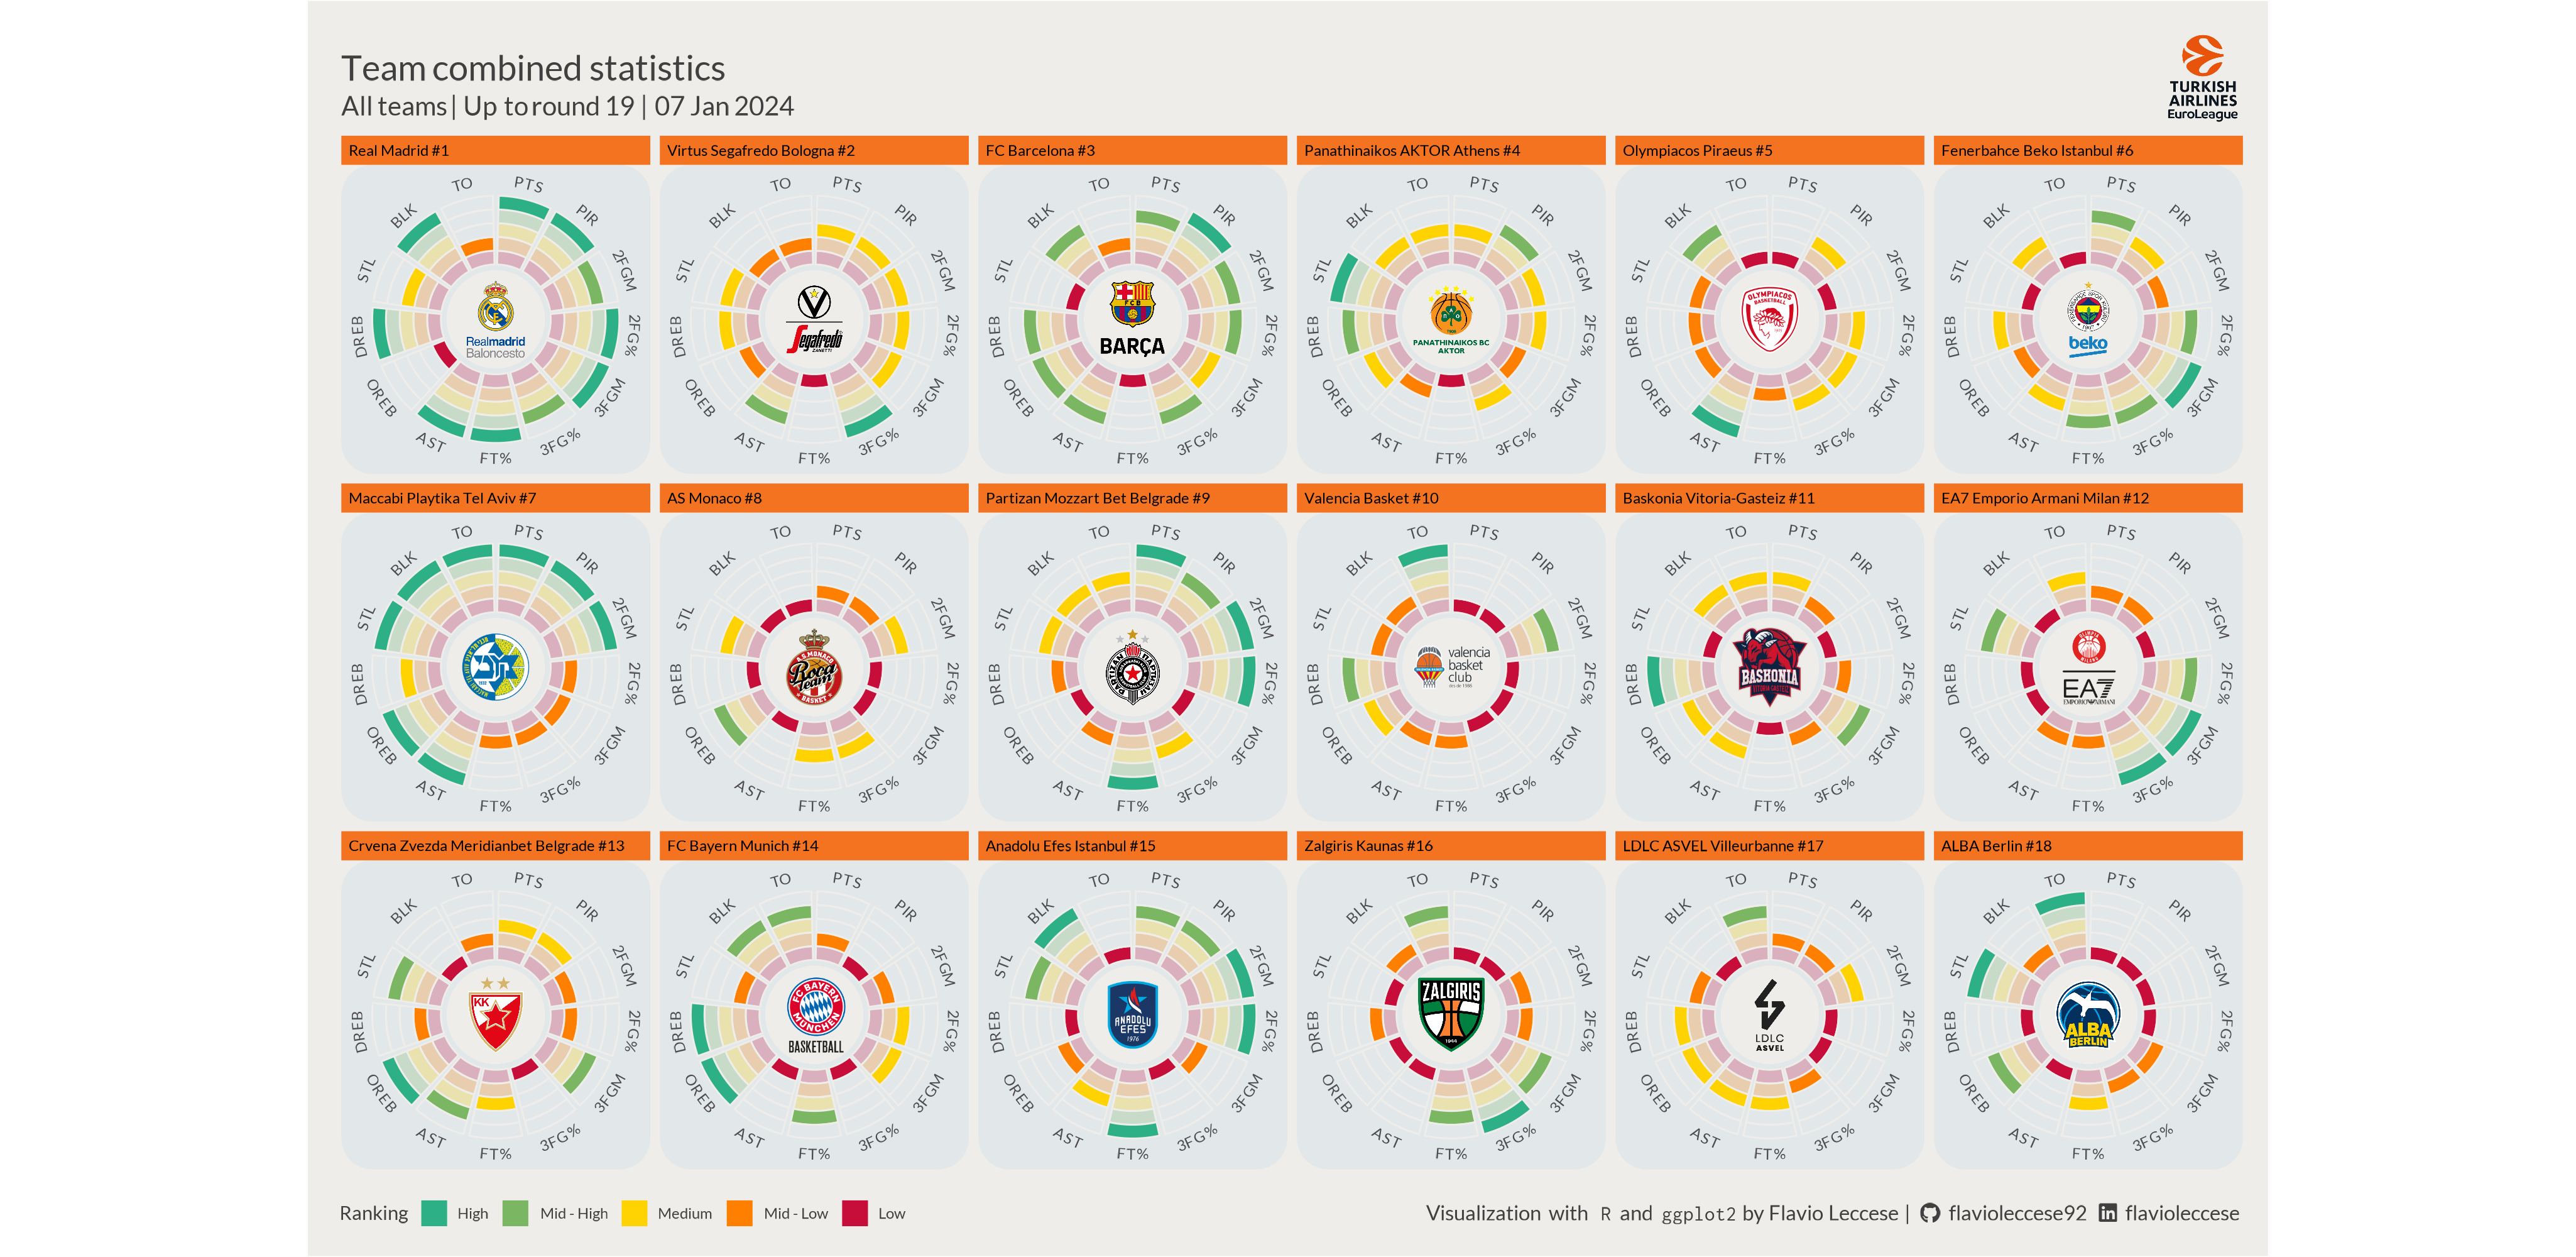 Team combined statistics
All teams | Up to round 19 | 07 Jan 2024
TURKISH
AIRLINES
EuroLeague
Real Madrid #1
TO PTS PIR 2FGM 2FG% 3FGM 3FG% FT% AST OREB DREB STL BLK
Realmadrid
Baloncesto
Virtus Segafredo Bologna #2
TO PTS PIR 2FGM 2FG% 3FGM 3FG% FT% AST OREB DREB STL BLK
Segafredo
ZANETTI
FC Barcelona #3
TO PTS PIR 2FGM 2FG% 3FGM 3FG% FT% AST OREB DREB STL BLK
FCB
BARÇA
Panathinaikos AKTOR Athens #4
TO PTS PIR 2FGM 2FG% 3FGM 3FG% FT% AST OREB DREB STL BLK
PANATHINAIKOS BC
AKTOR
Olympiacos Piraeus #5
TO PTS PIR 2FGM 2FG% 3FGM 3FG% FT% AST OREB DREB STL BLK
OLYMPIACOS
BASKETBALL
Fenerbahce Beko Istanbul #6
TO PTS PIR 2FGM 2FG% 3FGM 3FG% FT% AST OREB DREB STL BLK
beko
Maccabi Playtika Tel Aviv #7
TO PTS PIR 2FGM 2FG% 3FGM 3FG% FT% AST OREB DREB STL BLK
AS Monaco #8
TO PTS PIR 2FGM 2FG% 3FGM 3FG% FT% AST OREB DREB STL BLK
A.S. MONACO
Roca
team
BASKET
Partizan Mozzart Bet Belgrade #9
TO PTS PIR 2FGM 2FG% 3FGM 3FG% FT% AST OREB DREB STL BLK
Valencia Basket #10
TO PTS PIR 2FGM 2FG% 3FGM 3FG% FT% AST OREB DREB STL BLK
valencia
basket
club
Baskonia Vitoria-Gasteiz #11
TO PTS PIR 2FGM 2FG% 3FGM 3FG% FT% AST OREB DREB STL BLK
BASKONIA
VITORIA-GASTEIZ
EA7 Emporio Armani Milan #12
TO PTS PIR 2FGM 2FG% 3FGM 3FG% FT% AST OREB DREB STL BLK
OLIMPIA
MILANO
EA7
EMPORIO ARMANI
Crvena Zvezda Meridianbet Belgrade #13
TO PTS PIR 2FGM 2FG% 3FGM 3FG% FT% AST OREB DREB STL BLK
KK
FC Bayern Munich #14
TO PTS PIR 2FGM 2FG% 3FGM 3FG% FT% AST OREB DREB STL BLK
FC BAYERN
MÜNCHEN
BASKETBALL
Anadolu Efes Istanbul #15
TO PTS PIR 2FGM 2FG% 3FGM 3FG% FT% AST OREB DREB STL BLK
ANADOLU
EFES
1976
Zalgiris Kaunas #16
TO PTS PIR 2FGM 2FG% 3FGM 3FG% FT% AST OREB DREB STL BLK
ZALGIRIS
1944
LDLC ASVEL Villeurbanne #17
TO PTS PIR 2FGM 2FG% 3FGM 3FG% FT% AST OREB DREB STL BLK
LDLC
ASVEL
ALBA Berlin #18
TO PTS PIR 2FGM 2FG% 3FGM 3FG% FT% AST OREB DREB STL BLK
ALBA
BERLIN
Ranking High Mid - High Medium Mid - Low Low
Visualization with R and ggplot2 by Flavio Leccese | flavioleccese92 in flavioleccese